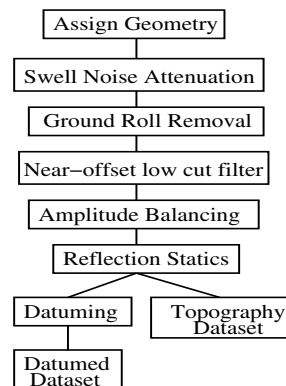 Assign Geometry
Swell Noise Attenuation
Ground Roll Removal
Near−offset low cut filter
Amplitude Balancing
Reflection Statics
Datuming
Topography
Dataset
Datumed
Dataset